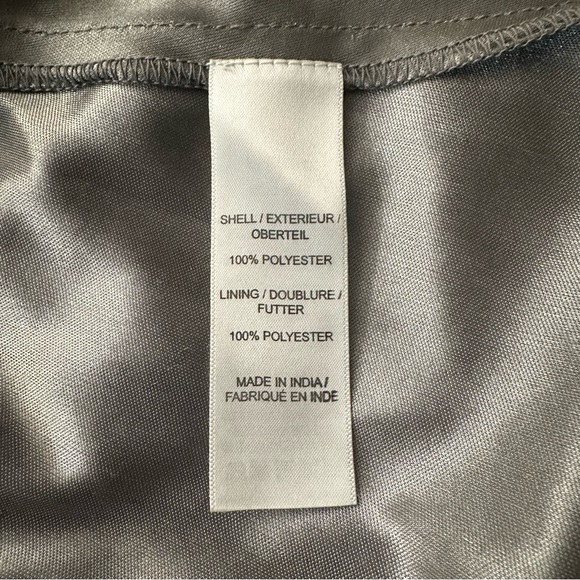 SHELL / EXTERIEUR /
OBERTEIL
100% POLYESTER
LINING / DOUBLURE /
FUTTER
100% POLYESTER
MADE IN INDIA /
FABRIQUÉ EN INDE